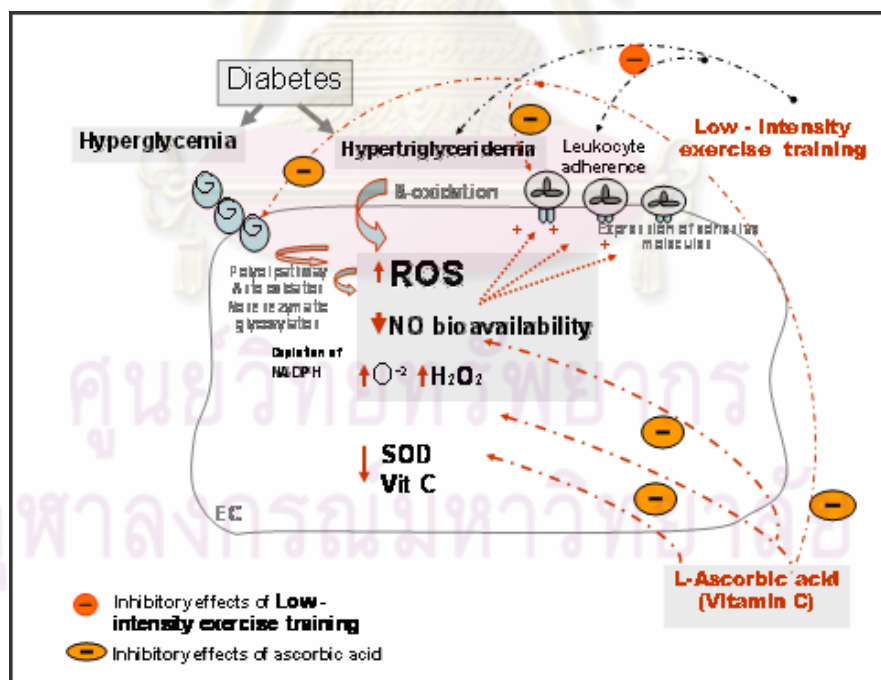 Diabetes
Hyperglycemia
Hypertriglyceridemia
Leukocyte
adherence
Low - Intensity
exercise training
ß-oxidation
Expression of adhesive
molecular
Polyol pathway
Auto oxidation
None enzymatic
glycosylation
ROS
NO bioavailability
Depletion of
NADPH
O⁻² H₂O₂
SOD
Vit C
EC
ศูนย์วิทยทรัพยากร
จุฬาลงกรณ์มหาวิทยาลัย
L-Ascorbic acid
(Vitamin C)
Inhibitory effects of Low-
intensity exercise training
Inhibitory effects of ascorbic acid